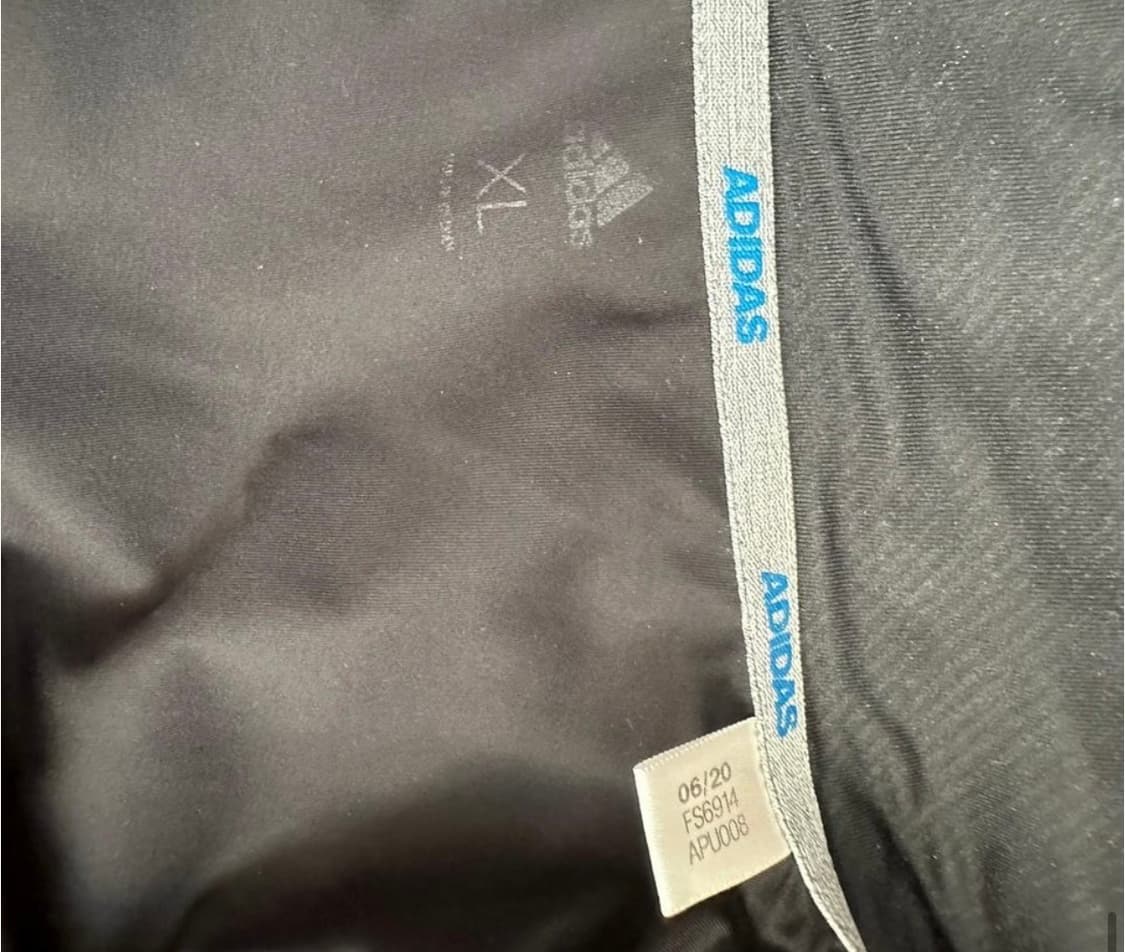 adidas
XL
ADIDAS
ADIDAS
06/20
FS6914
APU008